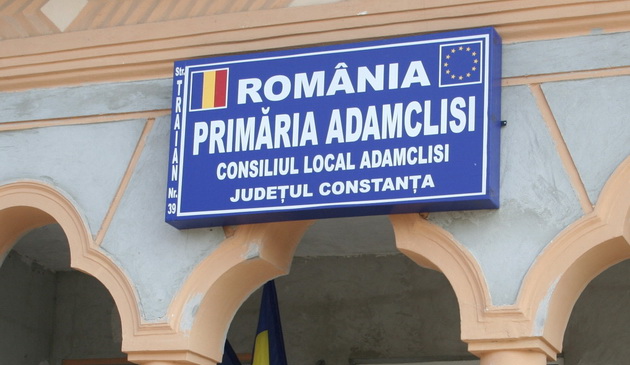 Str. TRAIAN Nr. 39
ROMÂNIA
PRIMĂRIA ADAMCLISI
CONSILIUL LOCAL ADAMCLISI
JUDEȚUL CONSTANȚA